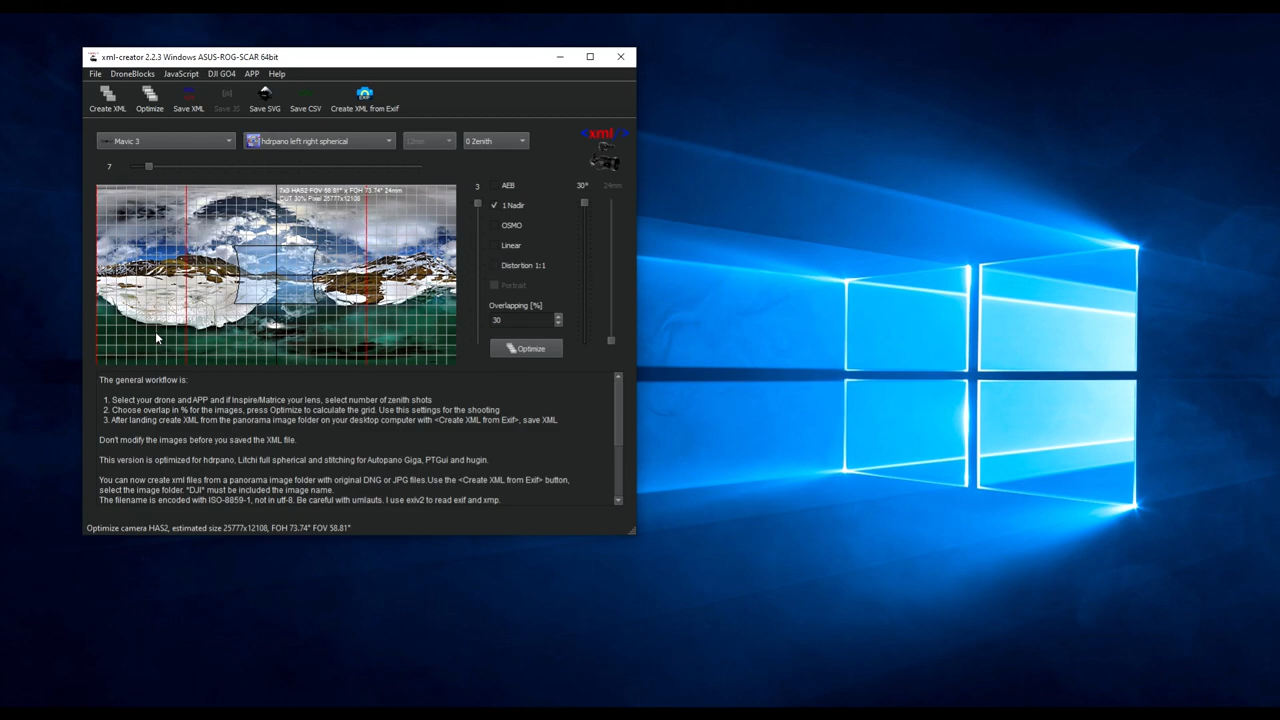 xml-creator 2.2.3 Windows ASUS-ROG-SCAR 64bit
File DroneBlocks JavaScript DJI GO4 APP Help
Create XML Optimize Save XML Save JS Save SVG Save CSV Create XML from Exif
Mavic 3 hdrpano left right spherical 12mm 0 Zenith
<xml/>
7
7x3 HAS2 FOV 58.81° x FOH 73.74° 24mm
OUT 30% Pixel 25777x12108
3 AEB 30° 24mm
1 Nadir
OSMO
Linear
Distortion 1:1
Portrait
Overlapping [%]
30
Optimize
The general workflow is:
1. Select your drone and APP and if Inspire/Matrice your lens, select number of zenith shots
2. Choose overlap in % for the images, press Optimize to calculate the grid. Use this settings for the shooting
3. After landing create XML from the panorama image folder on your desktop computer with <Create XML from Exif>, save XML
Don't modify the images before you saved the XML file.
This version is optimized for hdrpano, Litchi full spherical and stitching for Autopano Giga, PTGui and hugin.
You can now create xml files from a panorama image folder with original DNG or JPG files.Use the <Create XML from Exif> button,
select the image folder. "DJI" must be included the image name.
The filename is encoded with ISO-8859-1, not in utf-8. Be careful with umlauts. I use exiv2 to read exif and xmp.
Optimize camera HAS2, estimated size 25777x12108, FOH 73.74° FOV 58.81°